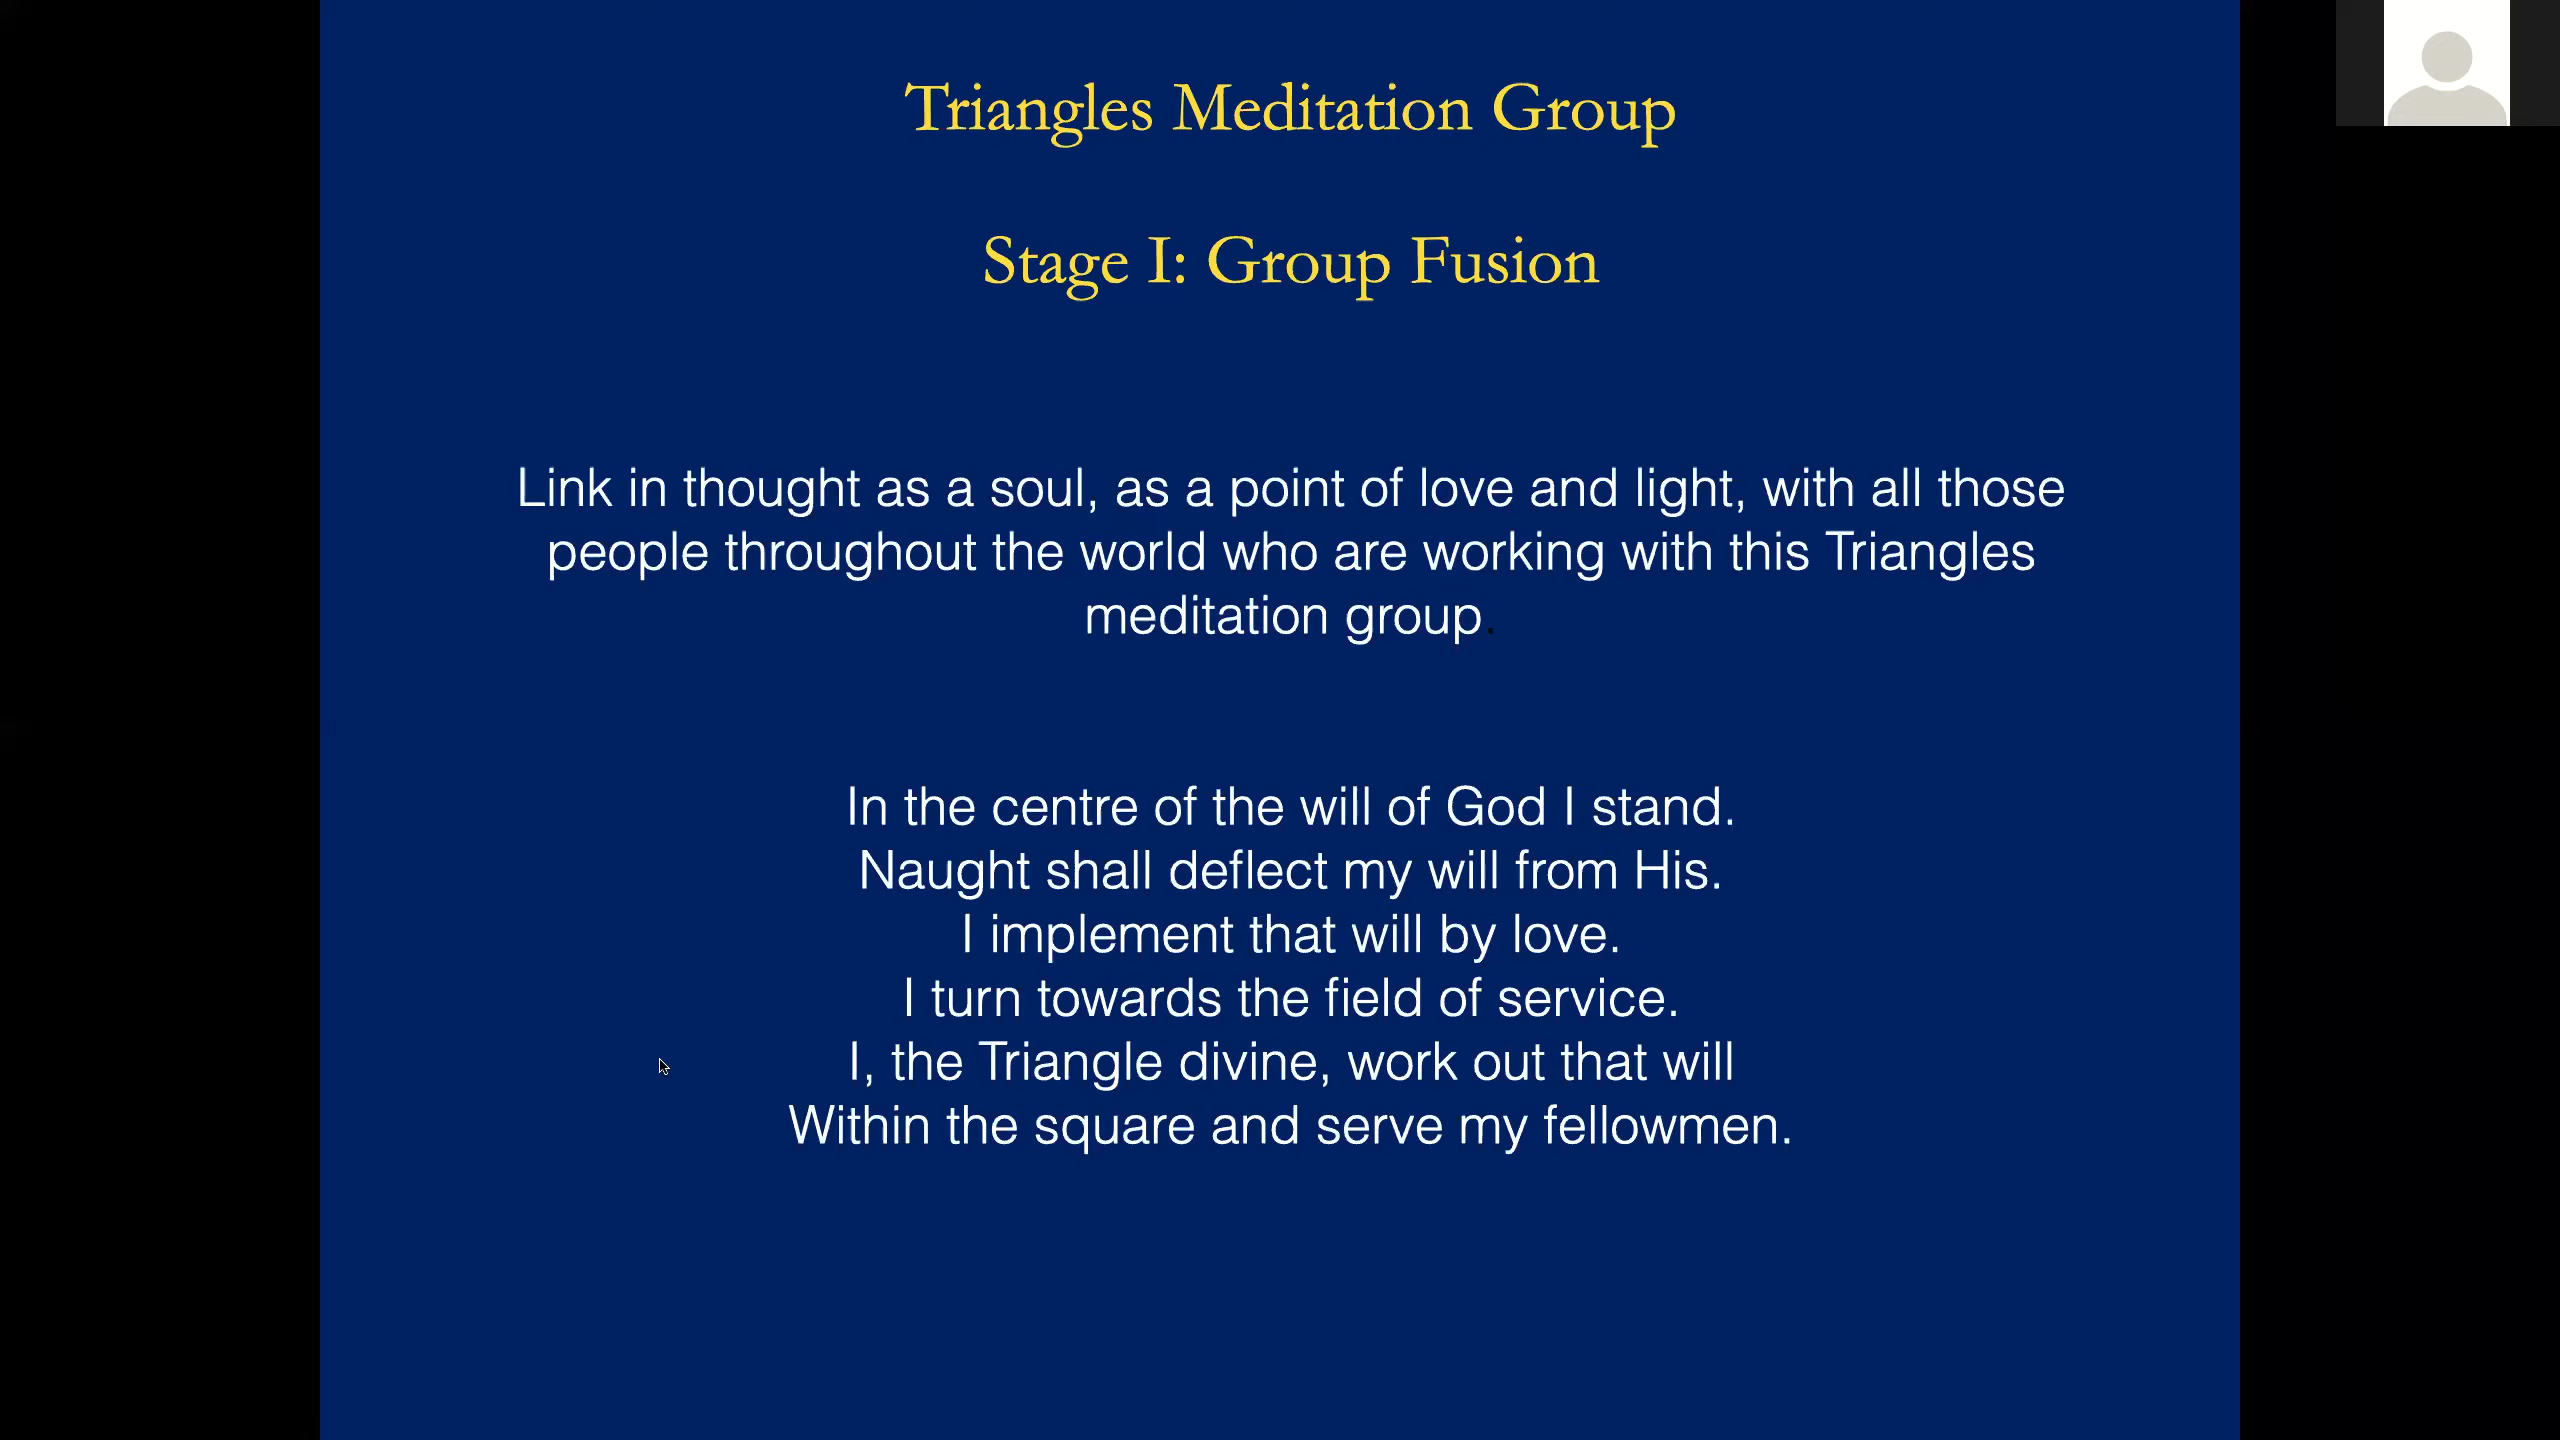 Triangles Meditation Group
Stage I: Group Fusion
Link in thought as a soul, as a point of love and light, with all those
people throughout the world who are working with this Triangles
meditation group.
In the centre of the will of God I stand.
Naught shall deflect my will from His.
I implement that will by love.
I turn towards the field of service.
I, the Triangle divine, work out that will
Within the square and serve my fellowmen.